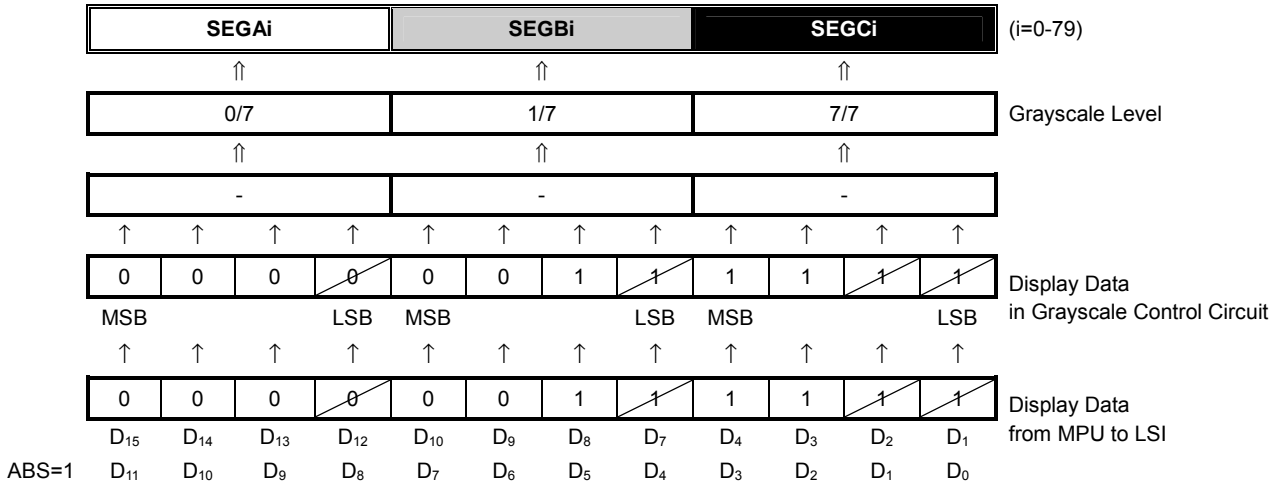 SEGAi SEGBi SEGCi (i=0-79)
⇑ ⇑ ⇑
0/7 1/7 7/7 Grayscale Level
⇑ ⇑ ⇑
- - -
↑ ↑ ↑ ↑ ↑ ↑ ↑ ↑ ↑ ↑ ↑ ↑
0 0 0 0 0 0 1 1 1 1 1 1 Display Data
in Grayscale Control Circuit
MSB LSB MSB LSB MSB LSB
↑ ↑ ↑ ↑ ↑ ↑ ↑ ↑ ↑ ↑ ↑ ↑
0 0 0 0 0 0 1 1 1 1 1 1 Display Data
from MPU to LSI
D15 D14 D13 D12 D10 D9 D8 D7 D4 D3 D2 D1
ABS=1 D11 D10 D9 D8 D7 D6 D5 D4 D3 D2 D1 D0